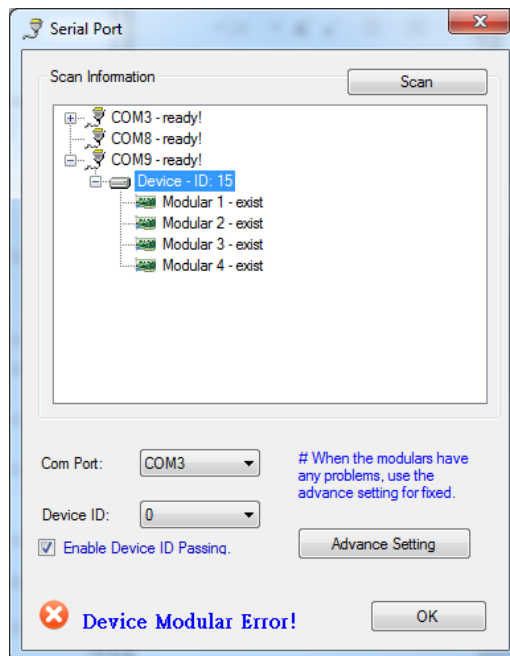 Serial Port
Scan Information
Scan
COM3 - ready!
COM8 - ready!
COM9 - ready!
Device - ID: 15
Modular 1 - exist
Modular 2 - exist
Modular 3 - exist
Modular 4 - exist
Com Port:
COM3
# When the modulars have
any problems, use the
advance setting for fixed.
Device ID:
0
Enable Device ID Passing.
Advance Setting
Device Modular Error!
OK